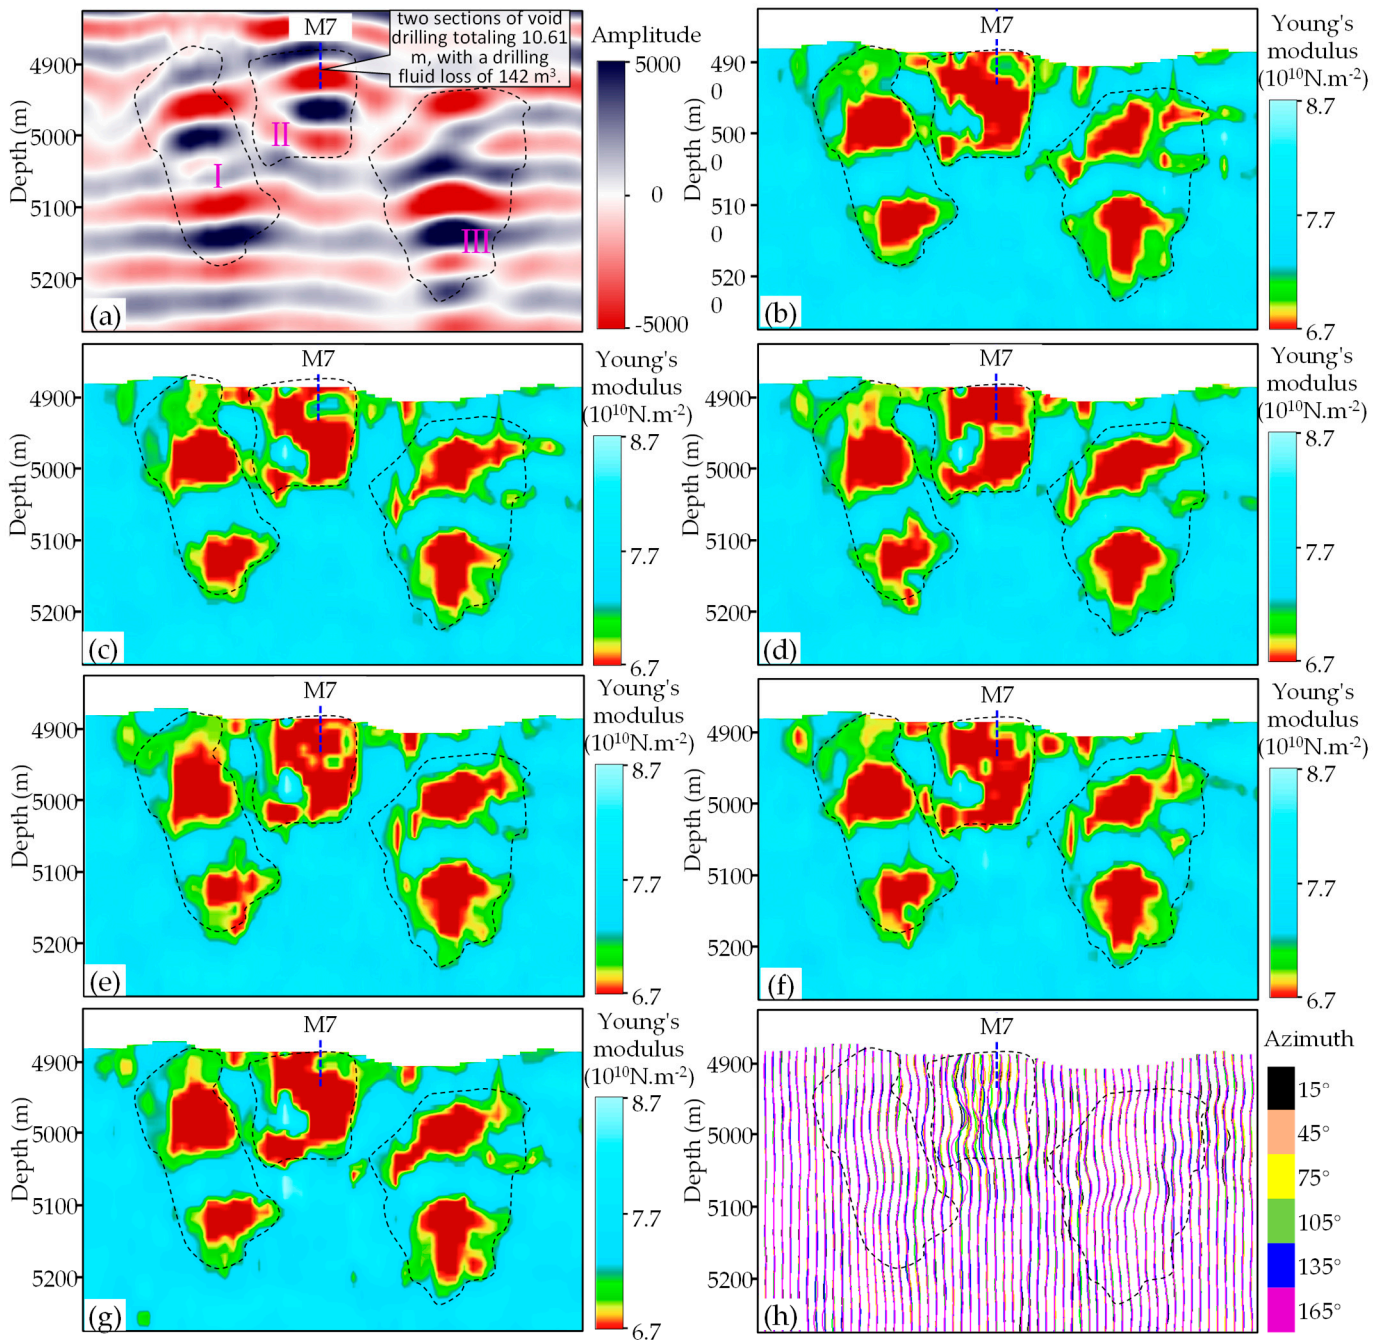 M7
two sections of void
drilling totaling 10.61
m, with a drilling
fluid loss of 142 m³.
Amplitude
5000
0
-5000
Depth (m)
4900
5000
5100
5200
I
II
III
(a)
Depth (m)
490
0
500
0
510
0
520
0
M7
(b)
Young's
modulus
(10¹⁰N.m⁻²)
8.7
7.7
6.7
Depth (m)
4900
5000
5100
5200
M7
(c)
Young's
modulus
(10¹⁰N.m⁻²)
8.7
7.7
6.7
Depth (m)
4900
5000
5100
5200
M7
(d)
Young's
modulus
(10¹⁰N.m⁻²)
8.7
7.7
6.7
Depth (m)
4900
5000
5100
5200
M7
(e)
Young's
modulus
(10¹⁰N.m⁻²)
8.7
7.7
6.7
Depth (m)
4900
5000
5100
5200
M7
(f)
Young's
modulus
(10¹⁰N.m⁻²)
8.7
7.7
6.7
Depth (m)
4900
5000
5100
5200
M7
(g)
Young's
modulus
(10¹⁰N.m⁻²)
8.7
7.7
6.7
Depth (m)
4900
5000
5100
5200
M7
(h)
Azimuth
15°
45°
75°
105°
135°
165°